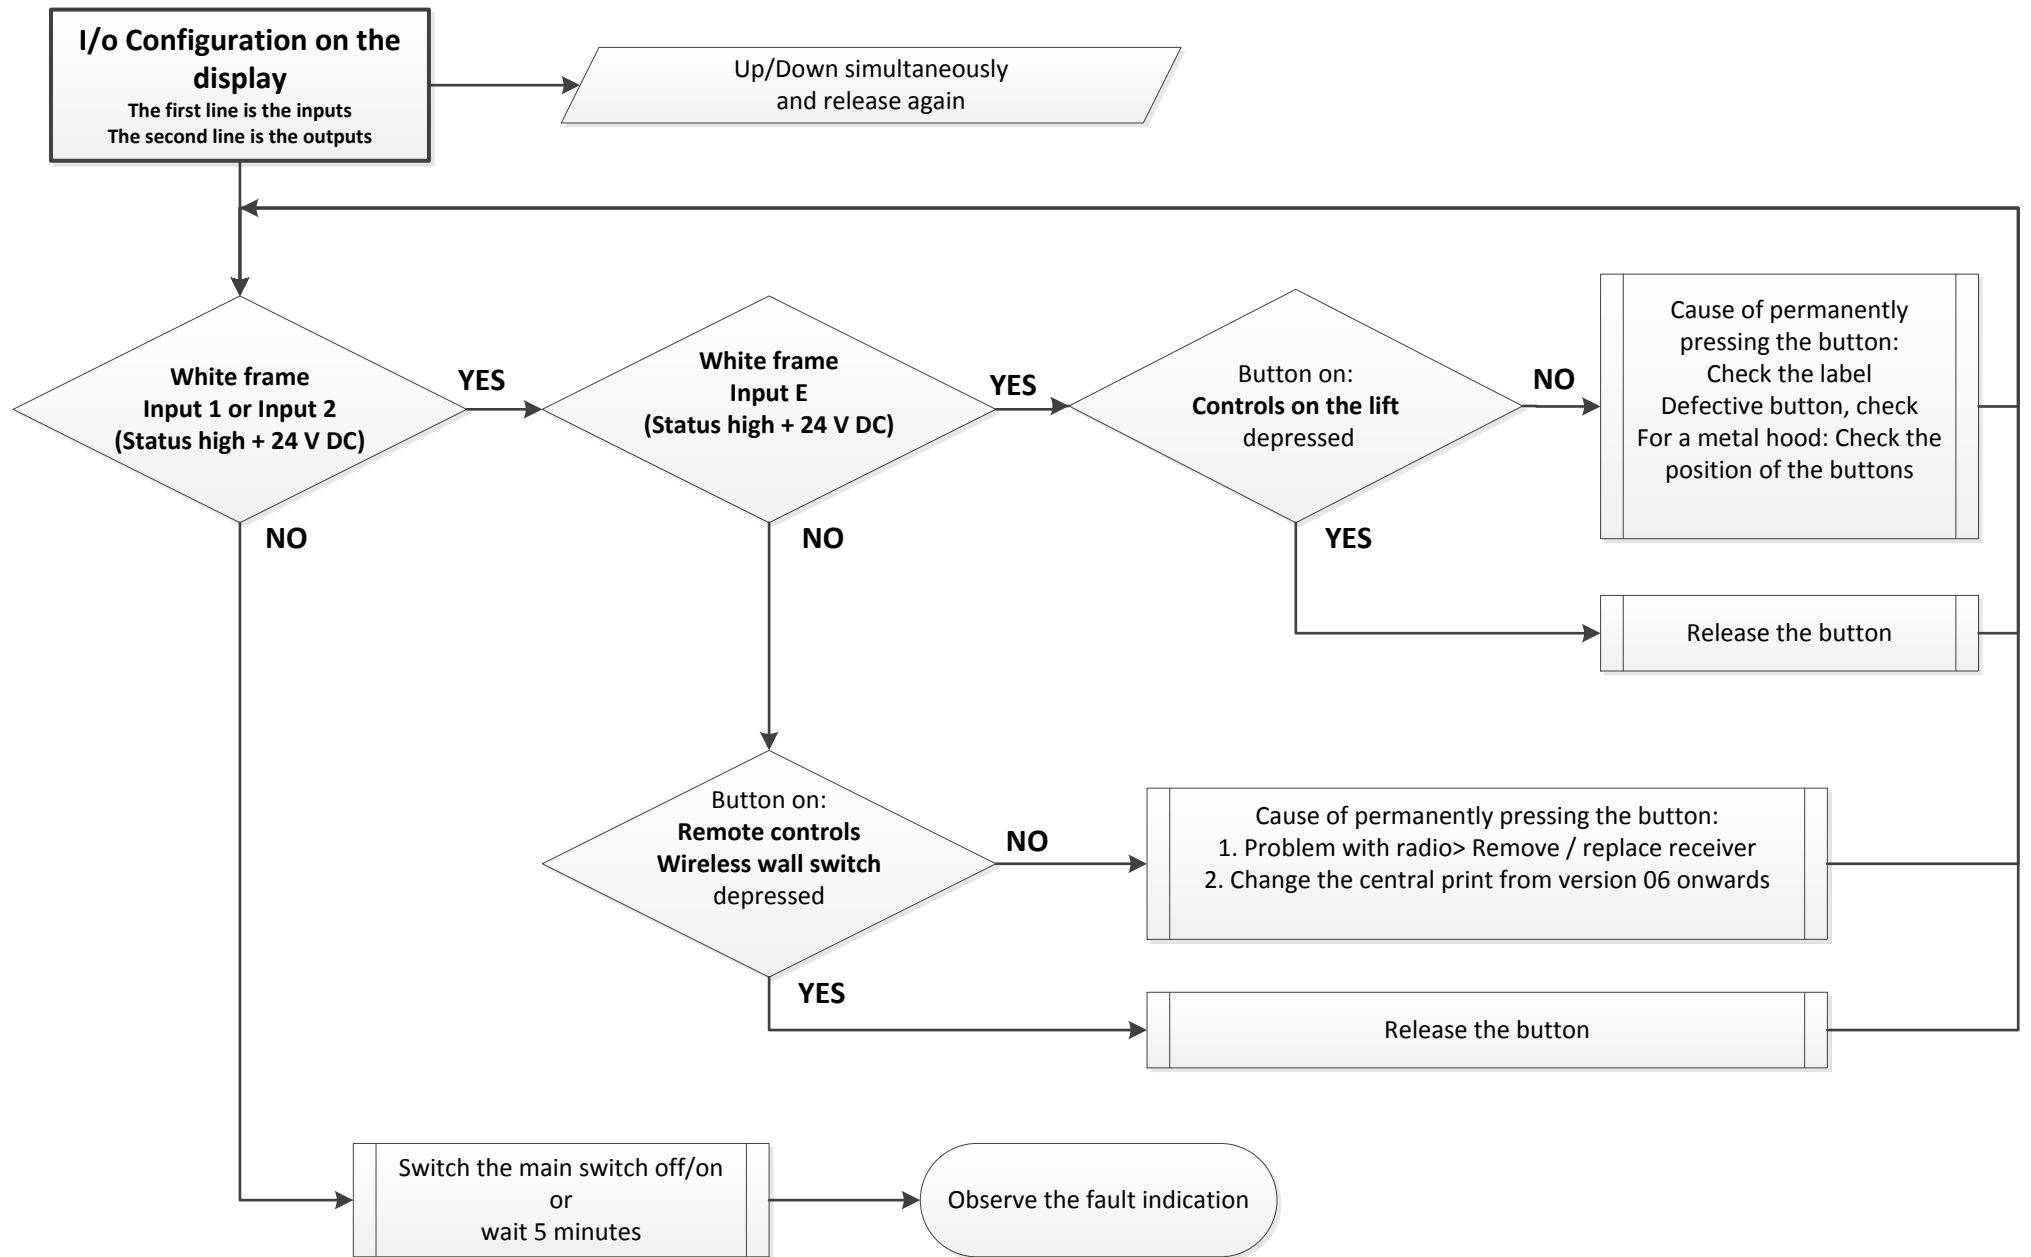 I/o Configuration on the
display
The first line is the inputs
The second line is the outputs
Up/Down simultaneously
and release again
White frame
Input 1 or Input 2
(Status high + 24 V DC)
YES
NO
White frame
Input E
(Status high + 24 V DC)
YES
NO
Button on:
Controls on the lift
depressed
NO
YES
Cause of permanently
pressing the button:
Check the label
Defective button, check
For a metal hood: Check the
position of the buttons
Release the button
Button on:
Remote controls
Wireless wall switch
depressed
NO
YES
Cause of permanently pressing the button:
1. Problem with radio> Remove / replace receiver
2. Change the central print from version 06 onwards
Release the button
Switch the main switch off/on
or
wait 5 minutes
Observe the fault indication